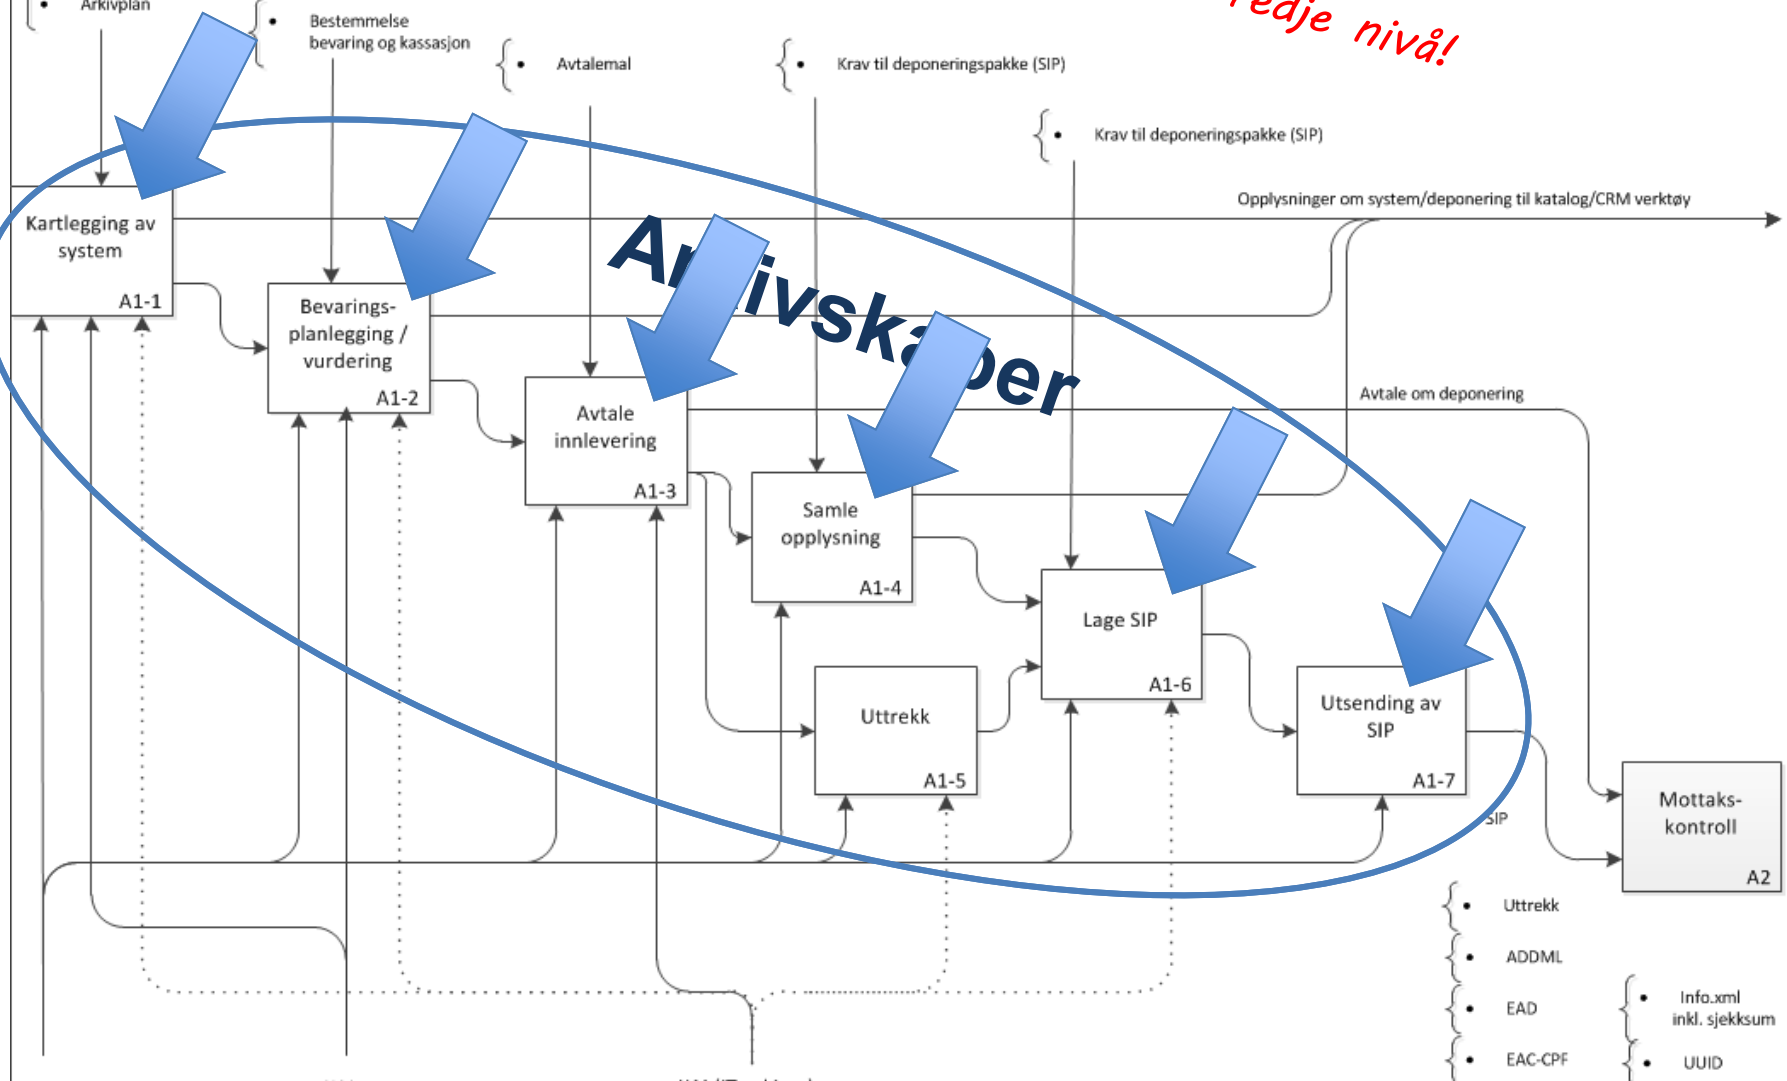 Arkivplan
Bestemmelse
bevaring og kassasjon
Avtalemal
Krav til deponeringspakke (SIP)
nivå!
Krav til deponeringspakke (SIP)
Opplysninger om system/deponering til katalog/CRM verktøy
Kartlegging av
system
A1-1
Bevarings-
planlegging /
vurdering
A1-2
Arkivskaper
Avtale
innlevering
A1-3
Avtale om deponering
Samle
opplysning
A1-4
Lage SIP
A1-6
Uttrekk
A1-5
Utsending av
SIP
A1-7
SIP
Mottaks-
kontroll
A2
Uttrekk
ADDML
EAD
EAC-CPF
Info.xml
inkl. sjekksum
UUID